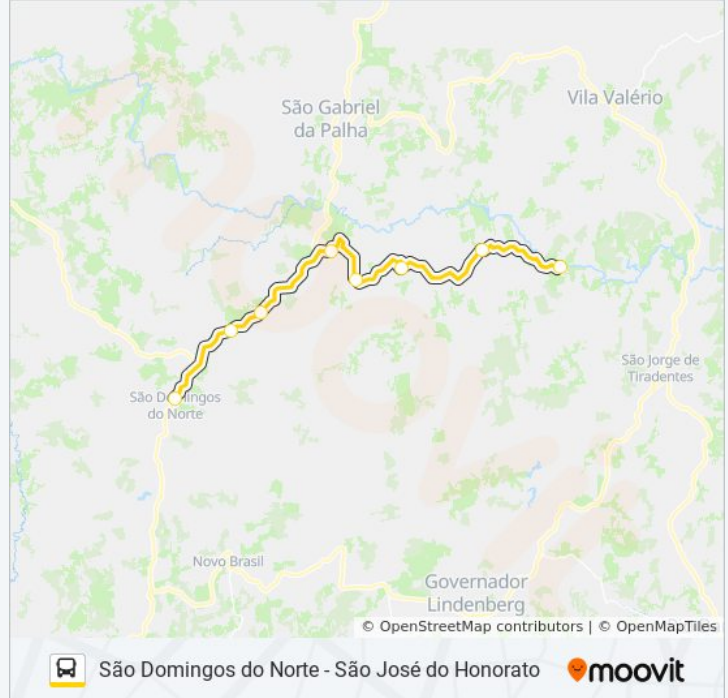 São Gabriel
da Palha
Vila Valério
São Jorge de
Tiradentes
São Domingos
do Norte
Novo Brasil
Governador
Lindenberg
© OpenStreetMap contributors | © OpenMapTiles
São Domingos do Norte - São José do Honorato
moovit